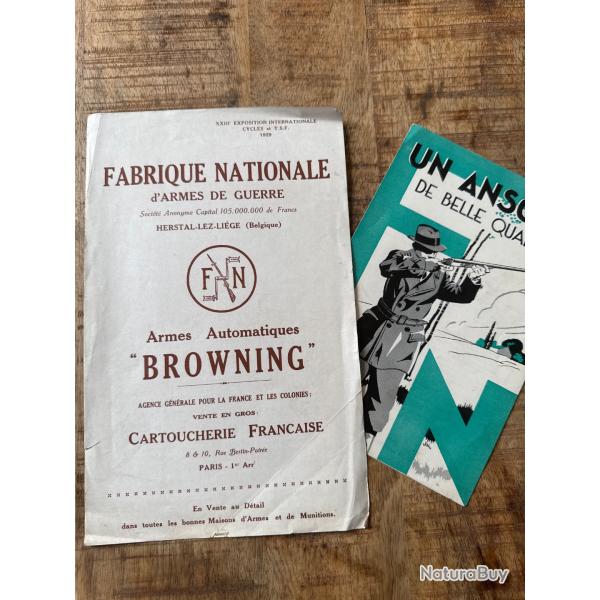 XXIIIe EXPOSITION INTERNATIONALE
CYCLES et T.S.F.
1929
FABRIQUE NATIONALE
d'ARMES DE GUERRE
Société Anonyme Capital 105.000.000 de Francs
HERSTAL-LEZ-LIÉGE (Belgique)
FN
Armes Automatiques
"BROWNING"
AGENCE GÉNÉRALE POUR LA FRANCE ET LES COLONIES:
VENTE EN GROS:
CARTOUCHERIE FRANCAISE
8 & 10, Rue Bertin-Poirée
PARIS - 1er Arrt
En Vente au Détail
dans toutes les bonnes Maisons d'Armes et de Munitions.
UN ANSO
DE BELLE QUA
N
NaturaBuy